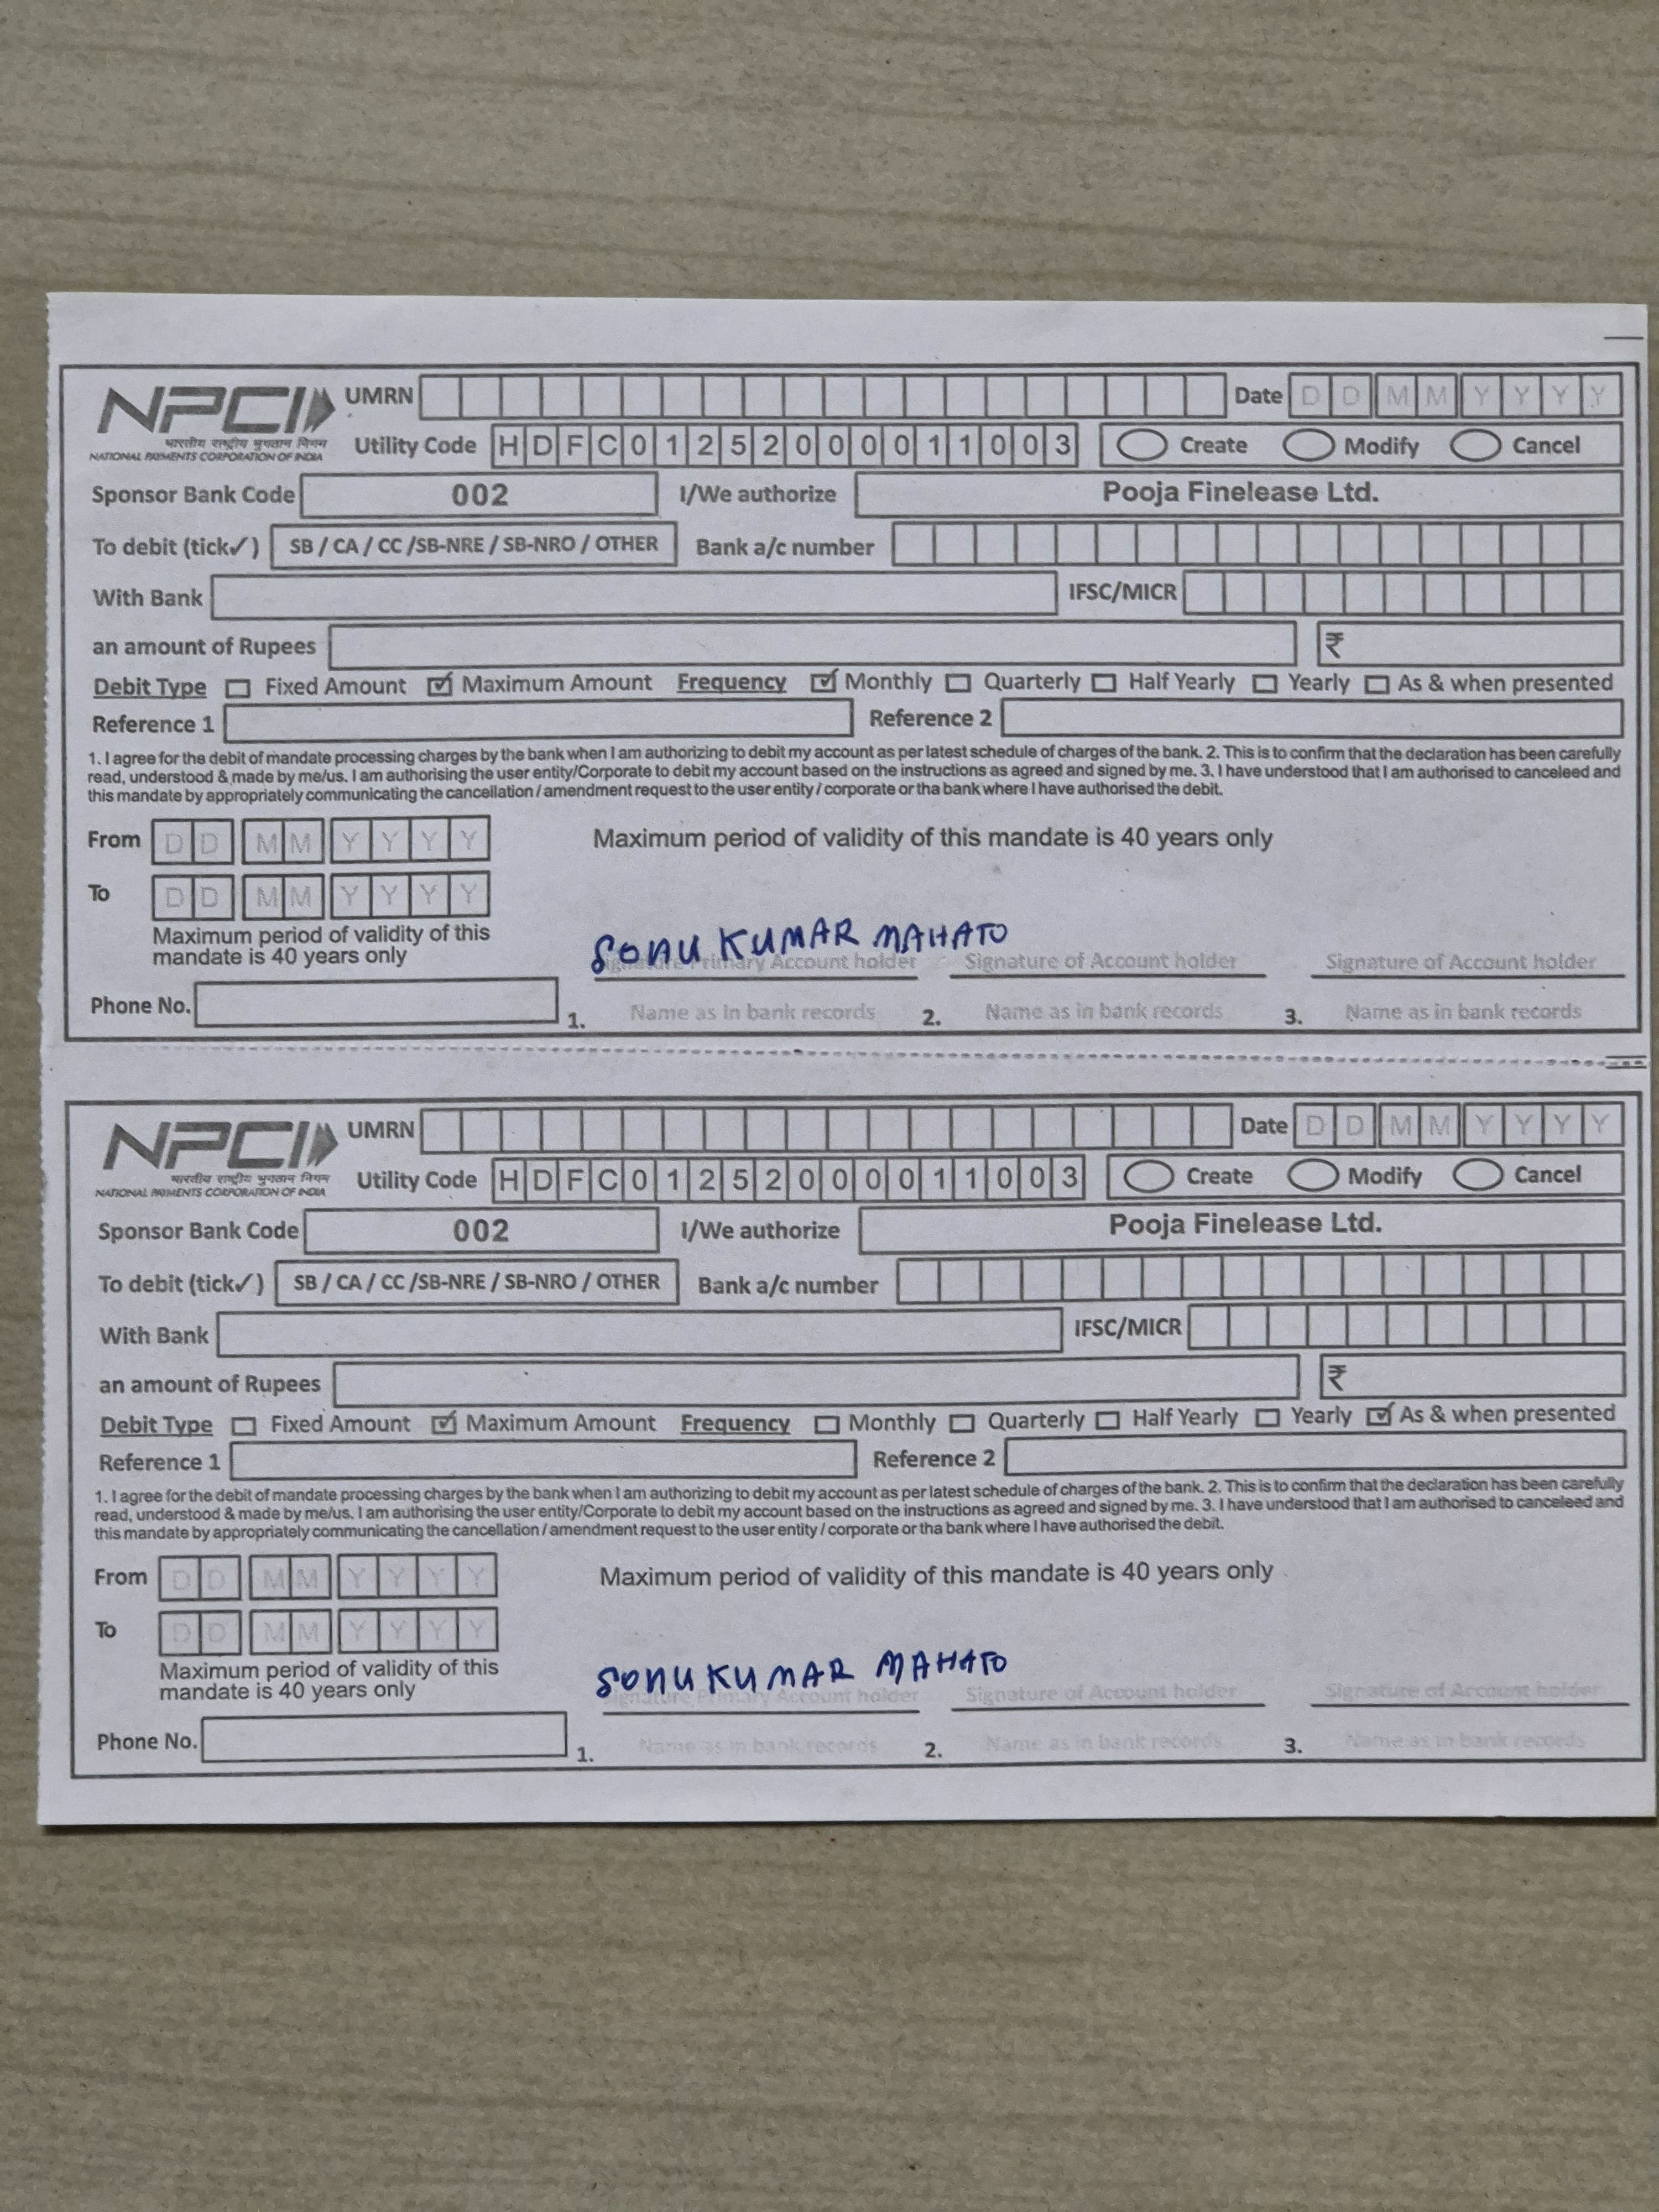 NPCI UMRN Date D D M M Y Y Y Y
भारतीय राष्ट्रीय भुगतान निगम
NATIONAL PAYMENTS CORPORATION OF INDIA
Utility Code H D F C 0 1 2 5 2 0 0 0 0 1 1 0 0 3 Create Modify Cancel
Sponsor Bank Code 002 I/We authorize Pooja Finelease Ltd.
To debit (tick✓) SB / CA / CC /SB-NRE / SB-NRO / OTHER Bank a/c number
With Bank IFSC/MICR
an amount of Rupees ₹
Debit Type Fixed Amount Maximum Amount Frequency Monthly Quarterly Half Yearly Yearly As & when presented
Reference 1 Reference 2
1. I agree for the debit of mandate processing charges by the bank when I am authorizing to debit my account as per latest schedule of charges of the bank. 2. This is to confirm that the declaration has been carefully
read, understood & made by me/us. I am authorising the user entity/Corporate to debit my account based on the instructions as agreed and signed by me. 3. I have understood that I am authorised to canceleed and
this mandate by appropriately communicating the cancellation / amendment request to the user entity / corporate or tha bank where I have authorised the debit.
From D D M M Y Y Y Y Maximum period of validity of this mandate is 40 years only
To D D M M Y Y Y Y
Maximum period of validity of this
mandate is 40 years only
SONU KUMAR MAHATO
Signature Primary Account holder Signature of Account holder Signature of Account holder
Phone No. 1. Name as in bank records 2. Name as in bank records 3. Name as in bank records
NPCI UMRN Date D D M M Y Y Y Y
भारतीय राष्ट्रीय भुगतान निगम
NATIONAL PAYMENTS CORPORATION OF INDIA
Utility Code H D F C 0 1 2 5 2 0 0 0 0 1 1 0 0 3 Create Modify Cancel
Sponsor Bank Code 002 I/We authorize Pooja Finelease Ltd.
To debit (tick✓) SB / CA / CC /SB-NRE / SB-NRO / OTHER Bank a/c number
With Bank IFSC/MICR
an amount of Rupees ₹
Debit Type Fixed Amount Maximum Amount Frequency Monthly Quarterly Half Yearly Yearly As & when presented
Reference 1 Reference 2
1. I agree for the debit of mandate processing charges by the bank when I am authorizing to debit my account as per latest schedule of charges of the bank. 2. This is to confirm that the declaration has been carefully
read, understood & made by me/us. I am authorising the user entity/Corporate to debit my account based on the instructions as agreed and signed by me. 3. I have understood that I am authorised to canceleed and
this mandate by appropriately communicating the cancellation / amendment request to the user entity / corporate or tha bank where I have authorised the debit.
From D D M M Y Y Y Y Maximum period of validity of this mandate is 40 years only
To D D M M Y Y Y Y
Maximum period of validity of this
mandate is 40 years only
SONU KUMAR MAHATO
Signature Primary Account holder Signature of Account holder Signature of Account holder
Phone No. 1. Name as in bank records 2. Name as in bank records 3. Name as in bank records